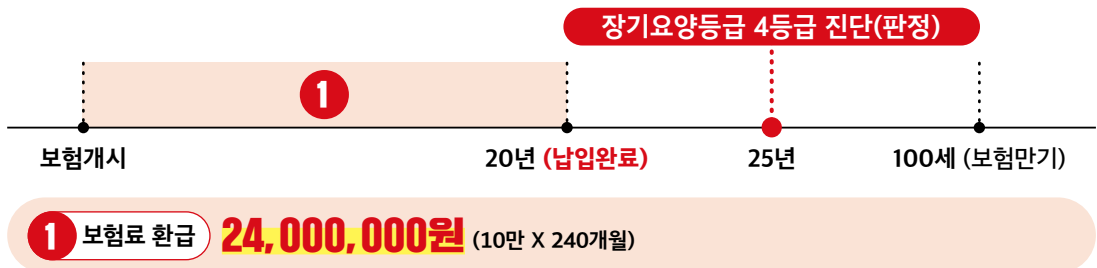 장기요양등급 4등급 진단(판정)
1
보험개시
20년 (납입완료)
25년
100세 (보험만기)
1 보험료 환급 24,000,000원 (10만 X 240개월)